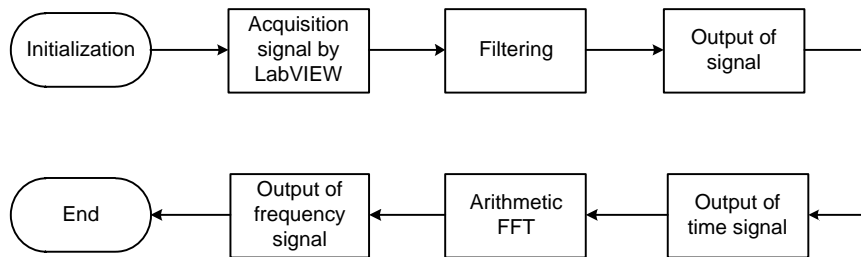 Initialization
Acquisition
signal by
LabVIEW
Filtering
Output of
signal
Output of
time signal
Arithmetic
FFT
Output of
frequency
signal
End